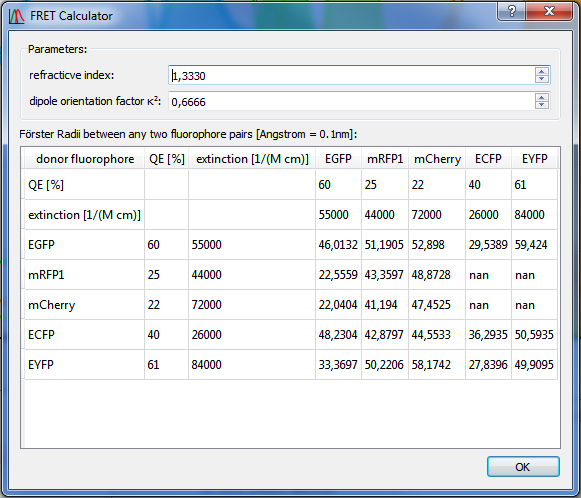 FRET Calculator
Parameters:
refracticve index: 1,3330
dipole orientation factor κ²: 0,6666
Förster Radii between any two fluorophore pairs [Angstrom = 0.1nm]:
donor fluorophore QE [%] extinction [1/(M cm)] EGFP mRFP1 mCherry ECFP EYFP
QE [%] 60 25 22 40 61
extinction [1/(M cm)] 55000 44000 72000 26000 84000
EGFP 60 55000 46,0132 51,1905 52,898 29,5389 59,424
mRFP1 25 44000 22,5559 43,3597 48,8728 nan nan
mCherry 22 72000 22,0404 41,194 47,4525 nan nan
ECFP 40 26000 48,2304 42,8797 44,5533 36,2935 50,5935
EYFP 61 84000 33,3697 50,2206 58,1742 27,8396 49,9095
OK